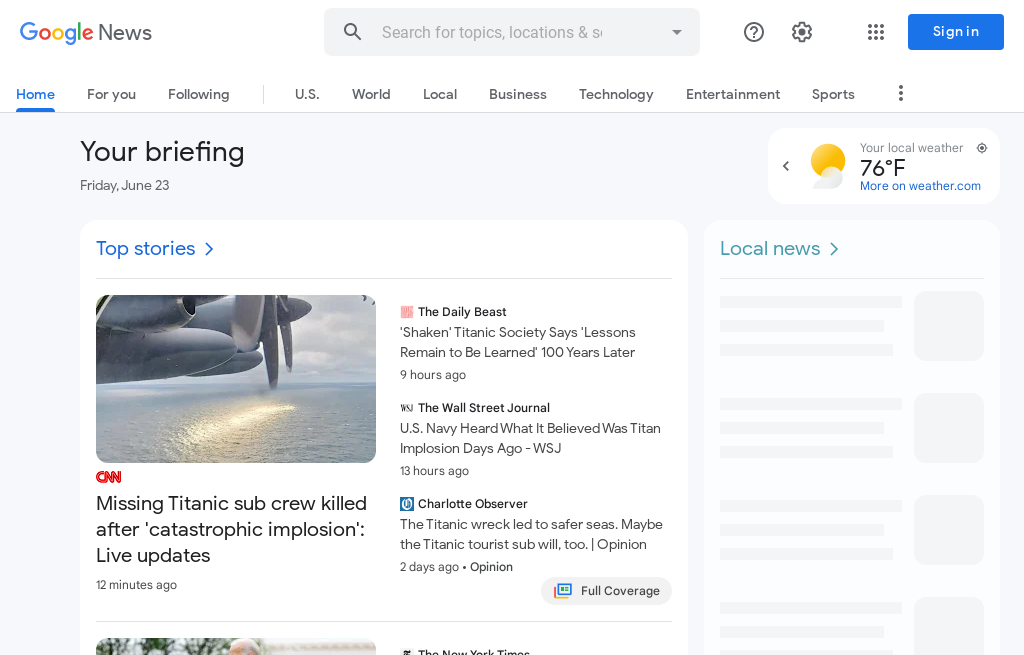 Google News
Search for topics, locations & s
Sign in
Home
For you
Following
U.S.
World
Local
Business
Technology
Entertainment
Sports
Your briefing
Friday, June 23
Your local weather
76°F
More on weather.com
Top stories
Local news
CNN
Missing Titanic sub crew killed
after 'catastrophic implosion':
Live updates
12 minutes ago
The Daily Beast
'Shaken' Titanic Society Says 'Lessons
Remain to Be Learned' 100 Years Later
9 hours ago
WSJ
The Wall Street Journal
U.S. Navy Heard What It Believed Was Titan
Implosion Days Ago - WSJ
13 hours ago
Charlotte Observer
The Titanic wreck led to safer seas. Maybe
the Titanic tourist sub will, too. | Opinion
2 days ago • Opinion
Full Coverage
The New York Times